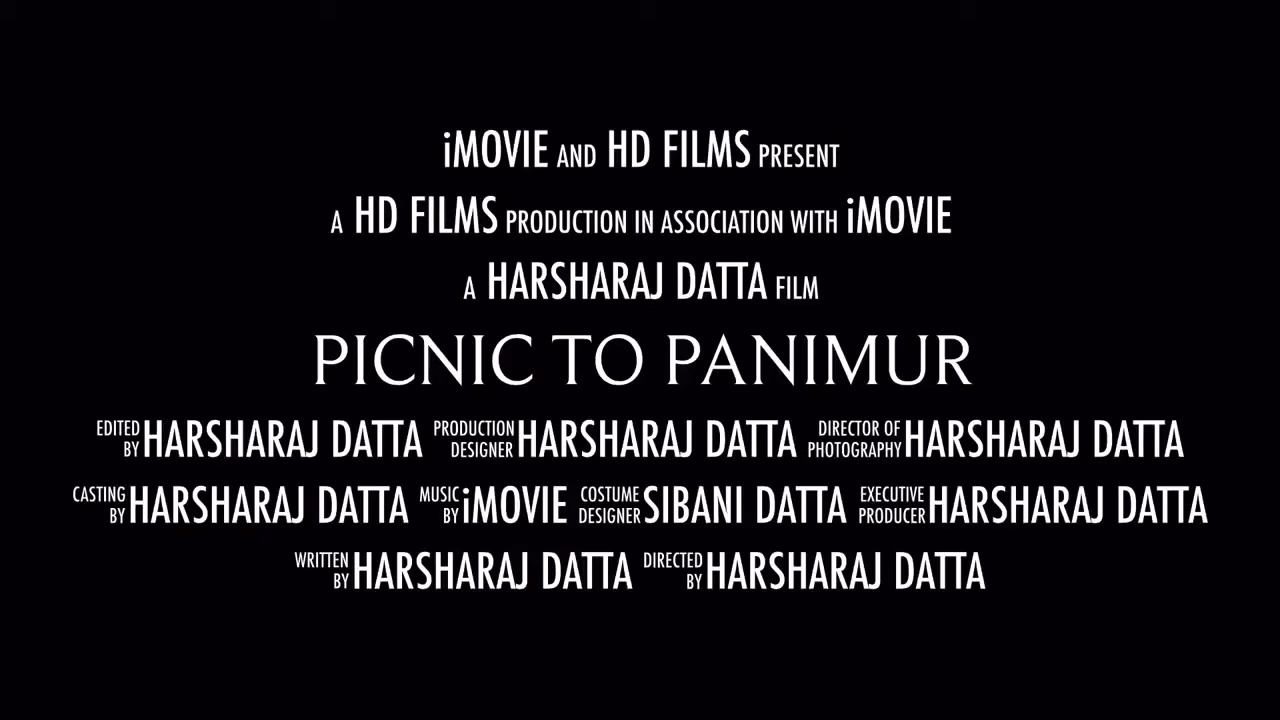 iMOVIE AND HD FILMS PRESENT
A HD FILMS PRODUCTION IN ASSOCIATION WITH iMOVIE
A HARSHARAJ DATTA FILM
PICNIC TO PANIMUR
EDITED BY HARSHARAJ DATTA PRODUCTION DESIGNER HARSHARAJ DATTA DIRECTOR OF PHOTOGRAPHY HARSHARAJ DATTA
CASTING BY HARSHARAJ DATTA MUSIC BY iMOVIE COSTUME DESIGNER SIBANI DATTA EXECUTIVE PRODUCER HARSHARAJ DATTA
WRITTEN BY HARSHARAJ DATTA DIRECTED BY HARSHARAJ DATTA